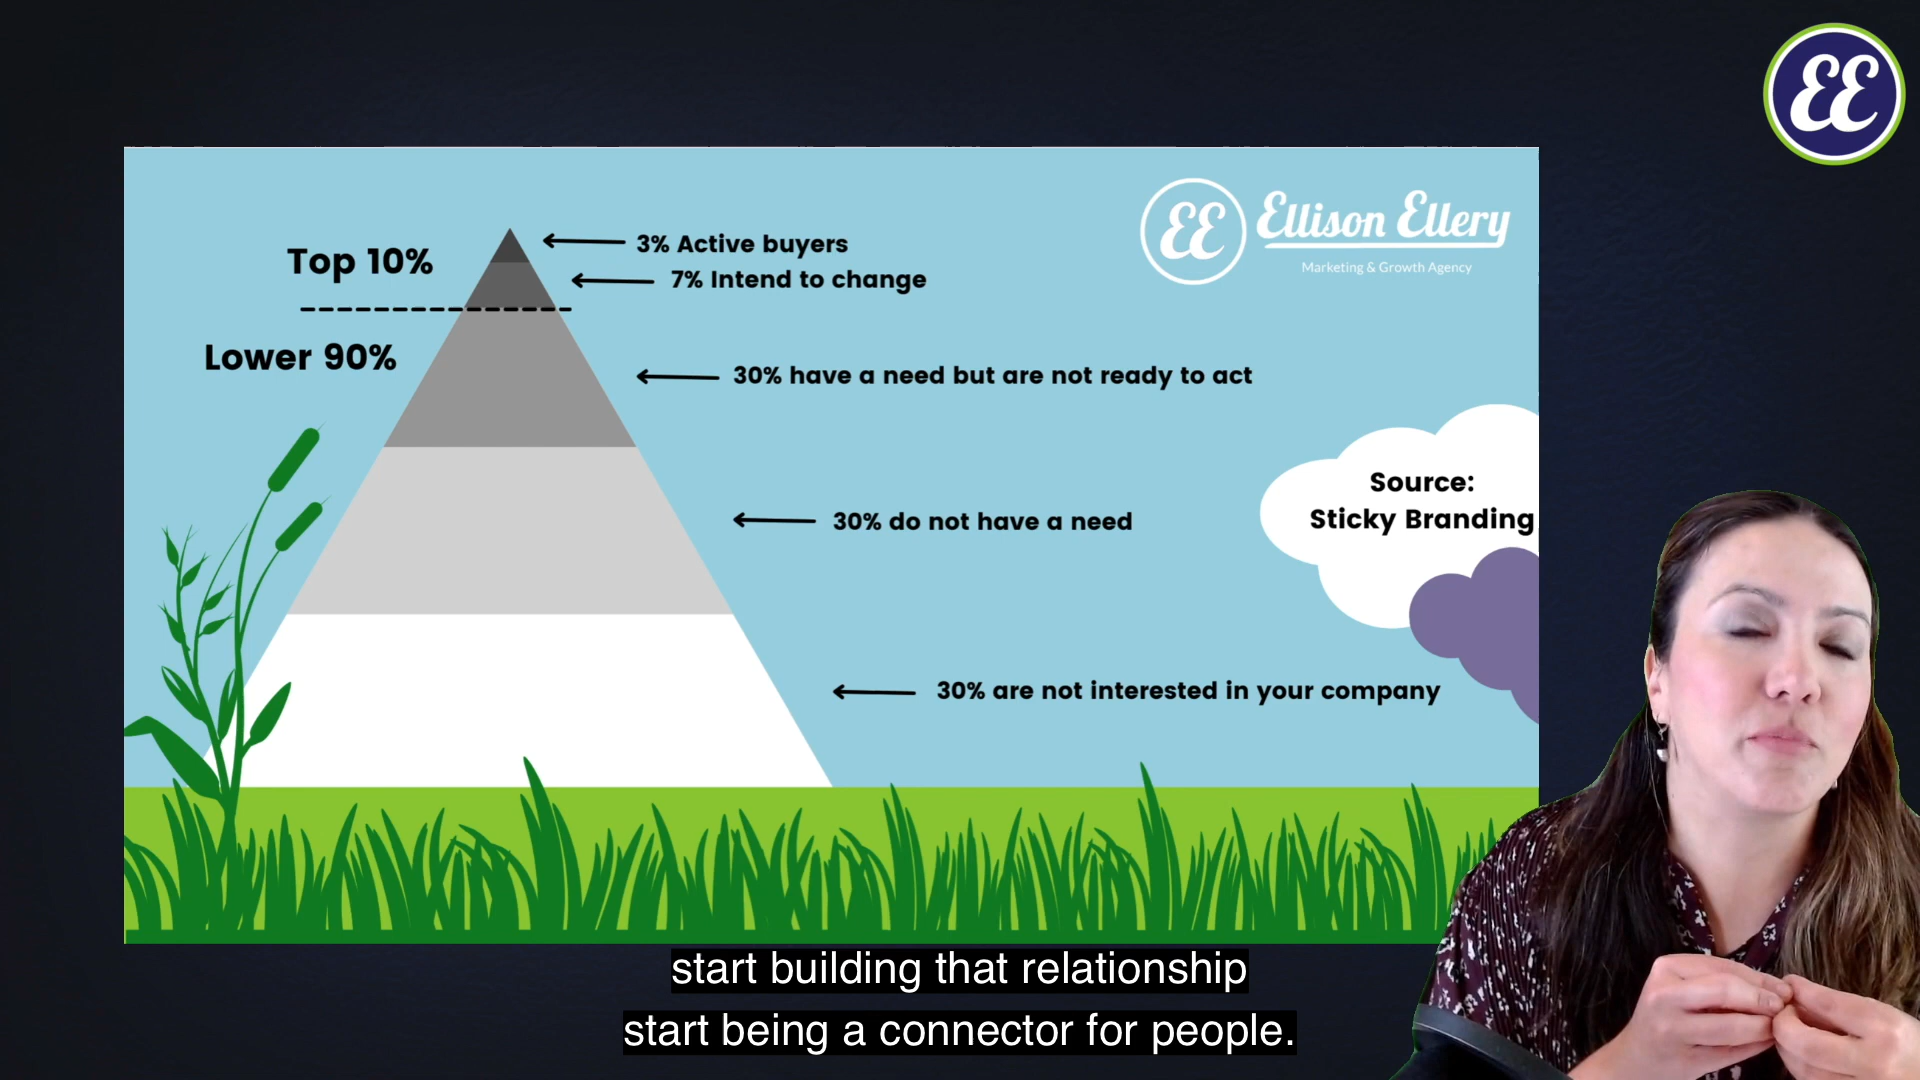 EE
EE
Ellison Ellery
Marketing & Growth Agency
Top 10%
3% Active buyers
7% Intend to change
Lower 90%
30% have a need but are not ready to act
Source:
Sticky Branding
30% do not have a need
30% are not interested in your company
start building that relationship
start being a connector for people.